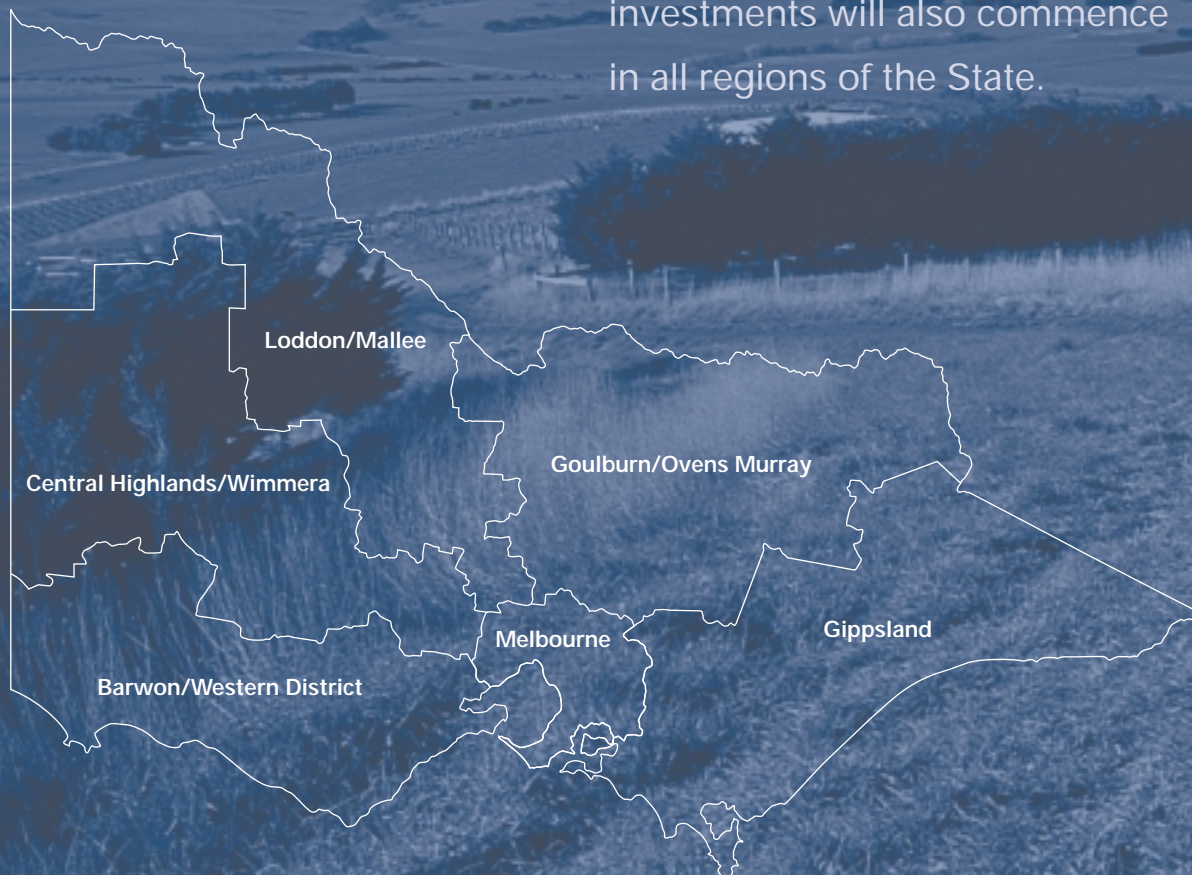 investments will also commence
in all regions of the State.
Loddon/Mallee
Goulburn/Ovens Murray
Central Highlands/Wimmera
Gippsland
Melbourne
Barwon/Western District